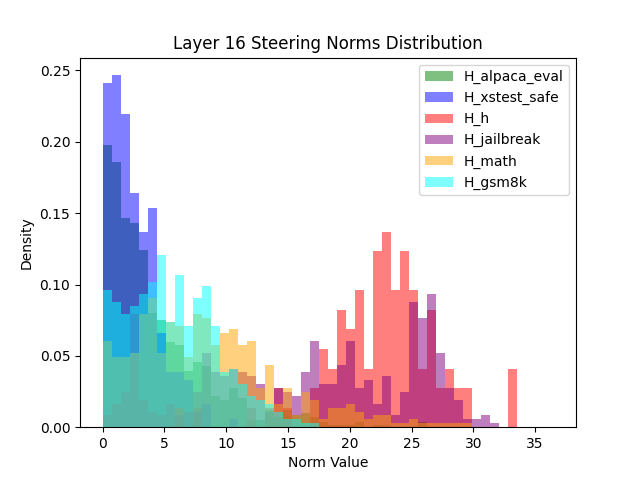 Layer 16 Steering Norms Distribution
Density
0.25
0.20
0.15
0.10
0.05
0.00
H_alpaca_eval
H_xstest_safe
H_h
H_jailbreak
H_math
H_gsm8k
0
5
10
15
20
25
30
35
Norm Value